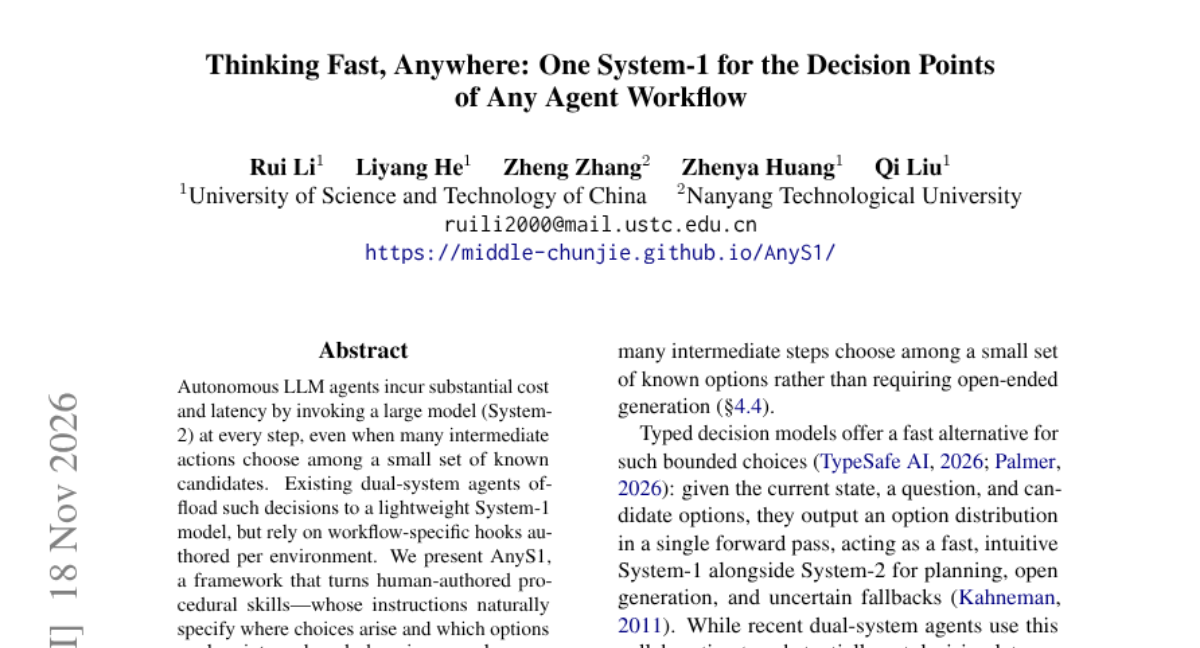 Thinking Fast, Anywhere: One System-1 for the Decision Points
of Any Agent Workflow
Rui Li1 Liyang He1 Zheng Zhang2 Zhenya Huang1 Qi Liu1
1University of Science and Technology of China 2Nanyang Technological University
ruili2000@mail.ustc.edu.cn
https://middle-chunjie.github.io/AnyS1/
I] 18 Nov 2026
Abstract
Autonomous LLM agents incur substantial cost
and latency by invoking a large model (System-
2) at every step, even when many intermediate
actions choose among a small set of known
candidates. Existing dual-system agents of-
fload such decisions to a lightweight System-1
model, but rely on workflow-specific hooks au-
thored per environment. We present AnyS1,
a framework that turns human-authored pro-
cedural skills—whose instructions naturally
specify where choices arise and which options
many intermediate steps choose among a small set
of known options rather than requiring open-ended
generation (§4.4).
Typed decision models offer a fast alternative for
such bounded choices (TypeSafe AI, 2026; Palmer,
2026): given the current state, a question, and can-
didate options, they output an option distribution
in a single forward pass, acting as a fast, intuitive
System-1 alongside System-2 for planning, open
generation, and uncertain fallbacks (Kahneman,
2011). While recent dual-system agents use this